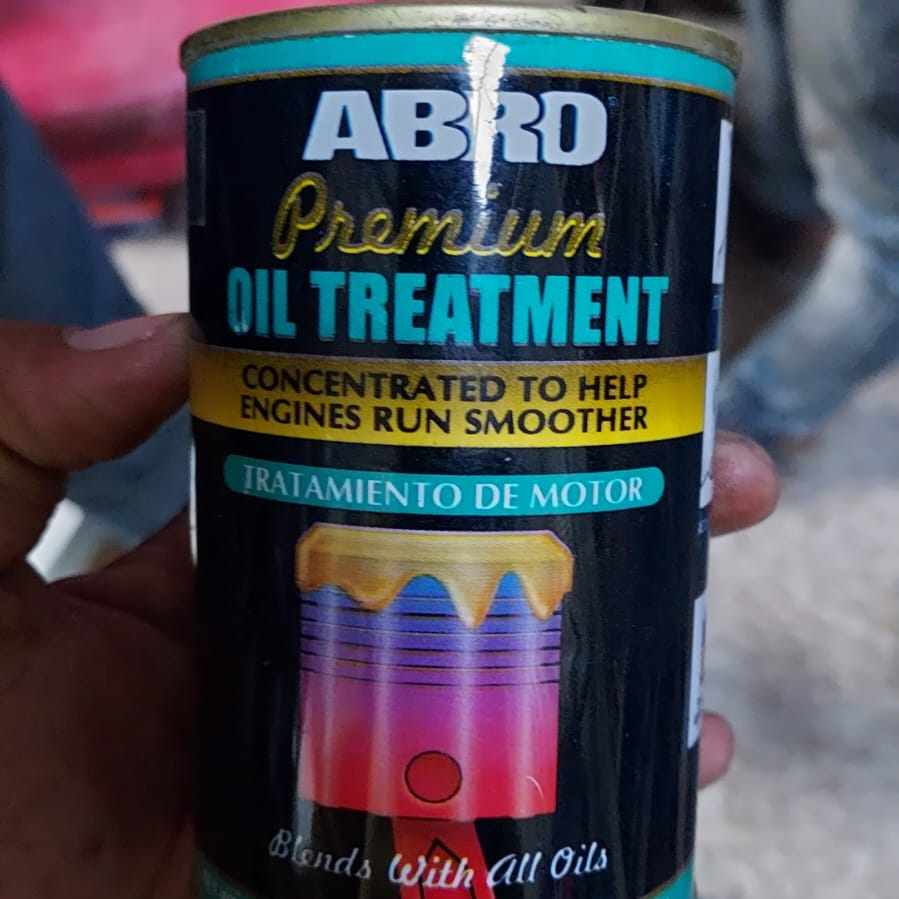 ABRO
Premium
OIL TREATMENT
CONCENTRATED TO HELP
ENGINES RUN SMOOTHER
TRATAMIENTO DE MOTOR
Blends With All Oils